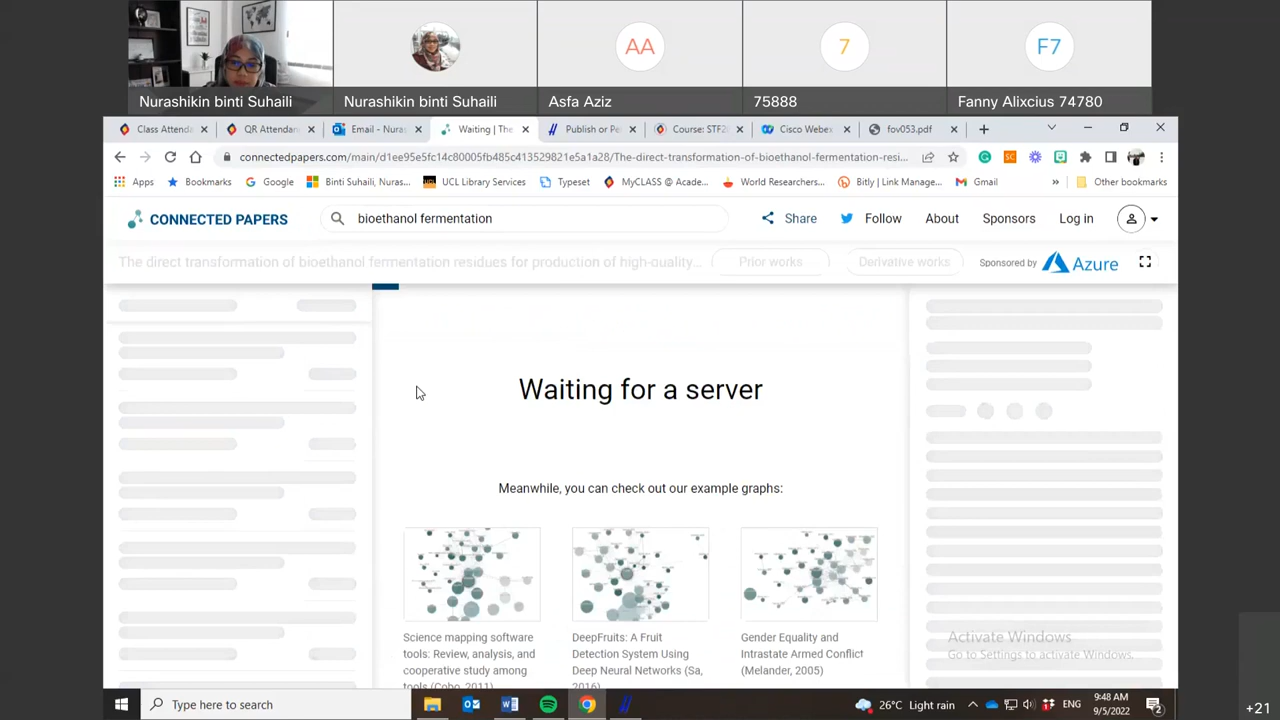 AA
7
F7
Nurashikin binti Suhaili
Nurashikin binti Suhaili
Asfa Aziz
75888
Fanny Alixcius 74780
Class Attenda
QR Attendan
Email - Nuras
Waiting | The
Publish or Pe
Course: STF2
Cisco Webex
fov053.pdf
connectedpapers.com/main/d1ee95e5fc14c80005fb485c413529821e5a1a28/The-direct-transformation-of-bioethanol-fermentation-resi...
Apps
Bookmarks
Google
Binti Suhaili, Nuras...
UCL Library Services
Typeset
MyCLASS @ Acade...
World Researchers...
Bitly | Link Manage...
Gmail
»
Other bookmarks
CONNECTED PAPERS
bioethanol fermentation
Share
Follow
About
Sponsors
Log in
The direct transformation of bioethanol fermentation residues for production of high-quality...
Prior works
Derivative works
Sponsored by
Azure
Waiting for a server
Meanwhile, you can check out our example graphs:
Science mapping software
tools: Review, analysis, and
cooperative study among
tools (Cobo, 2011)
DeepFruits: A Fruit
Detection System Using
Deep Neural Networks (Sa,
2016)
Gender Equality and
Intrastate Armed Conflict
(Melander, 2005)
Activate Windows
Go to Settings to activate Windows.
Type here to search
26°C Light rain
ENG
9:48 AM
9/5/2022
2
+21